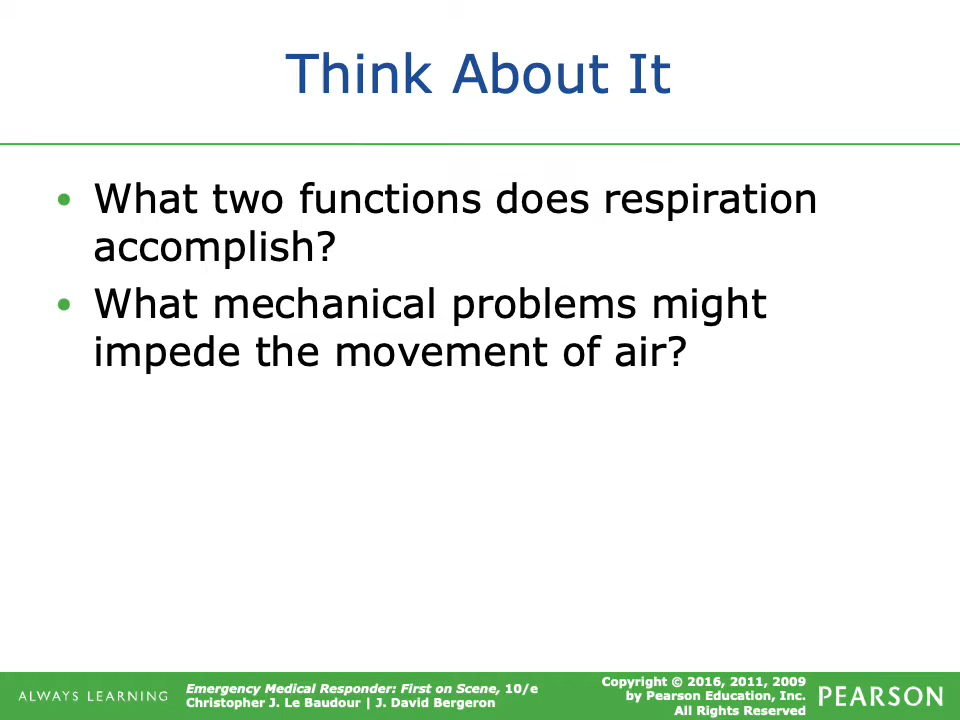 Think About It
• What two functions does respiration
accomplish?
• What mechanical problems might
impede the movement of air?
ALWAYS LEARNING
Emergency Medical Responder: First on Scene, 10/e
Christopher J. Le Baudour | J. David Bergeron
Copyright © 2016, 2011, 2009
by Pearson Education, Inc.
All Rights Reserved
PEARSON